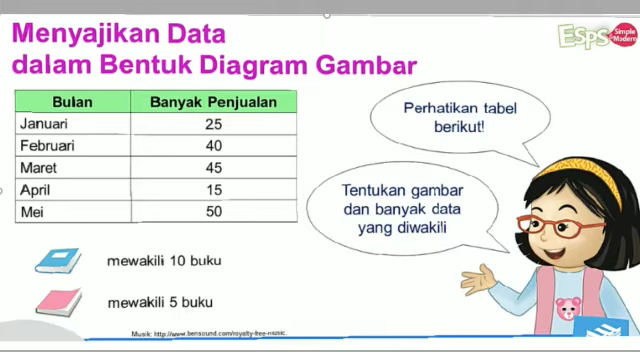 Menyajikan Data
dalam Bentuk Diagram Gambar
ESPS Simple Modern
Bulan Banyak Penjualan
Januari 25
Februari 40
Maret 45
April 15
Mei 50
Perhatikan tabel
berikut!
Tentukan gambar
dan banyak data
yang diwakili
mewakili 10 buku
mewakili 5 buku
Musik: http://www.bensound.com/royalty-free-music.